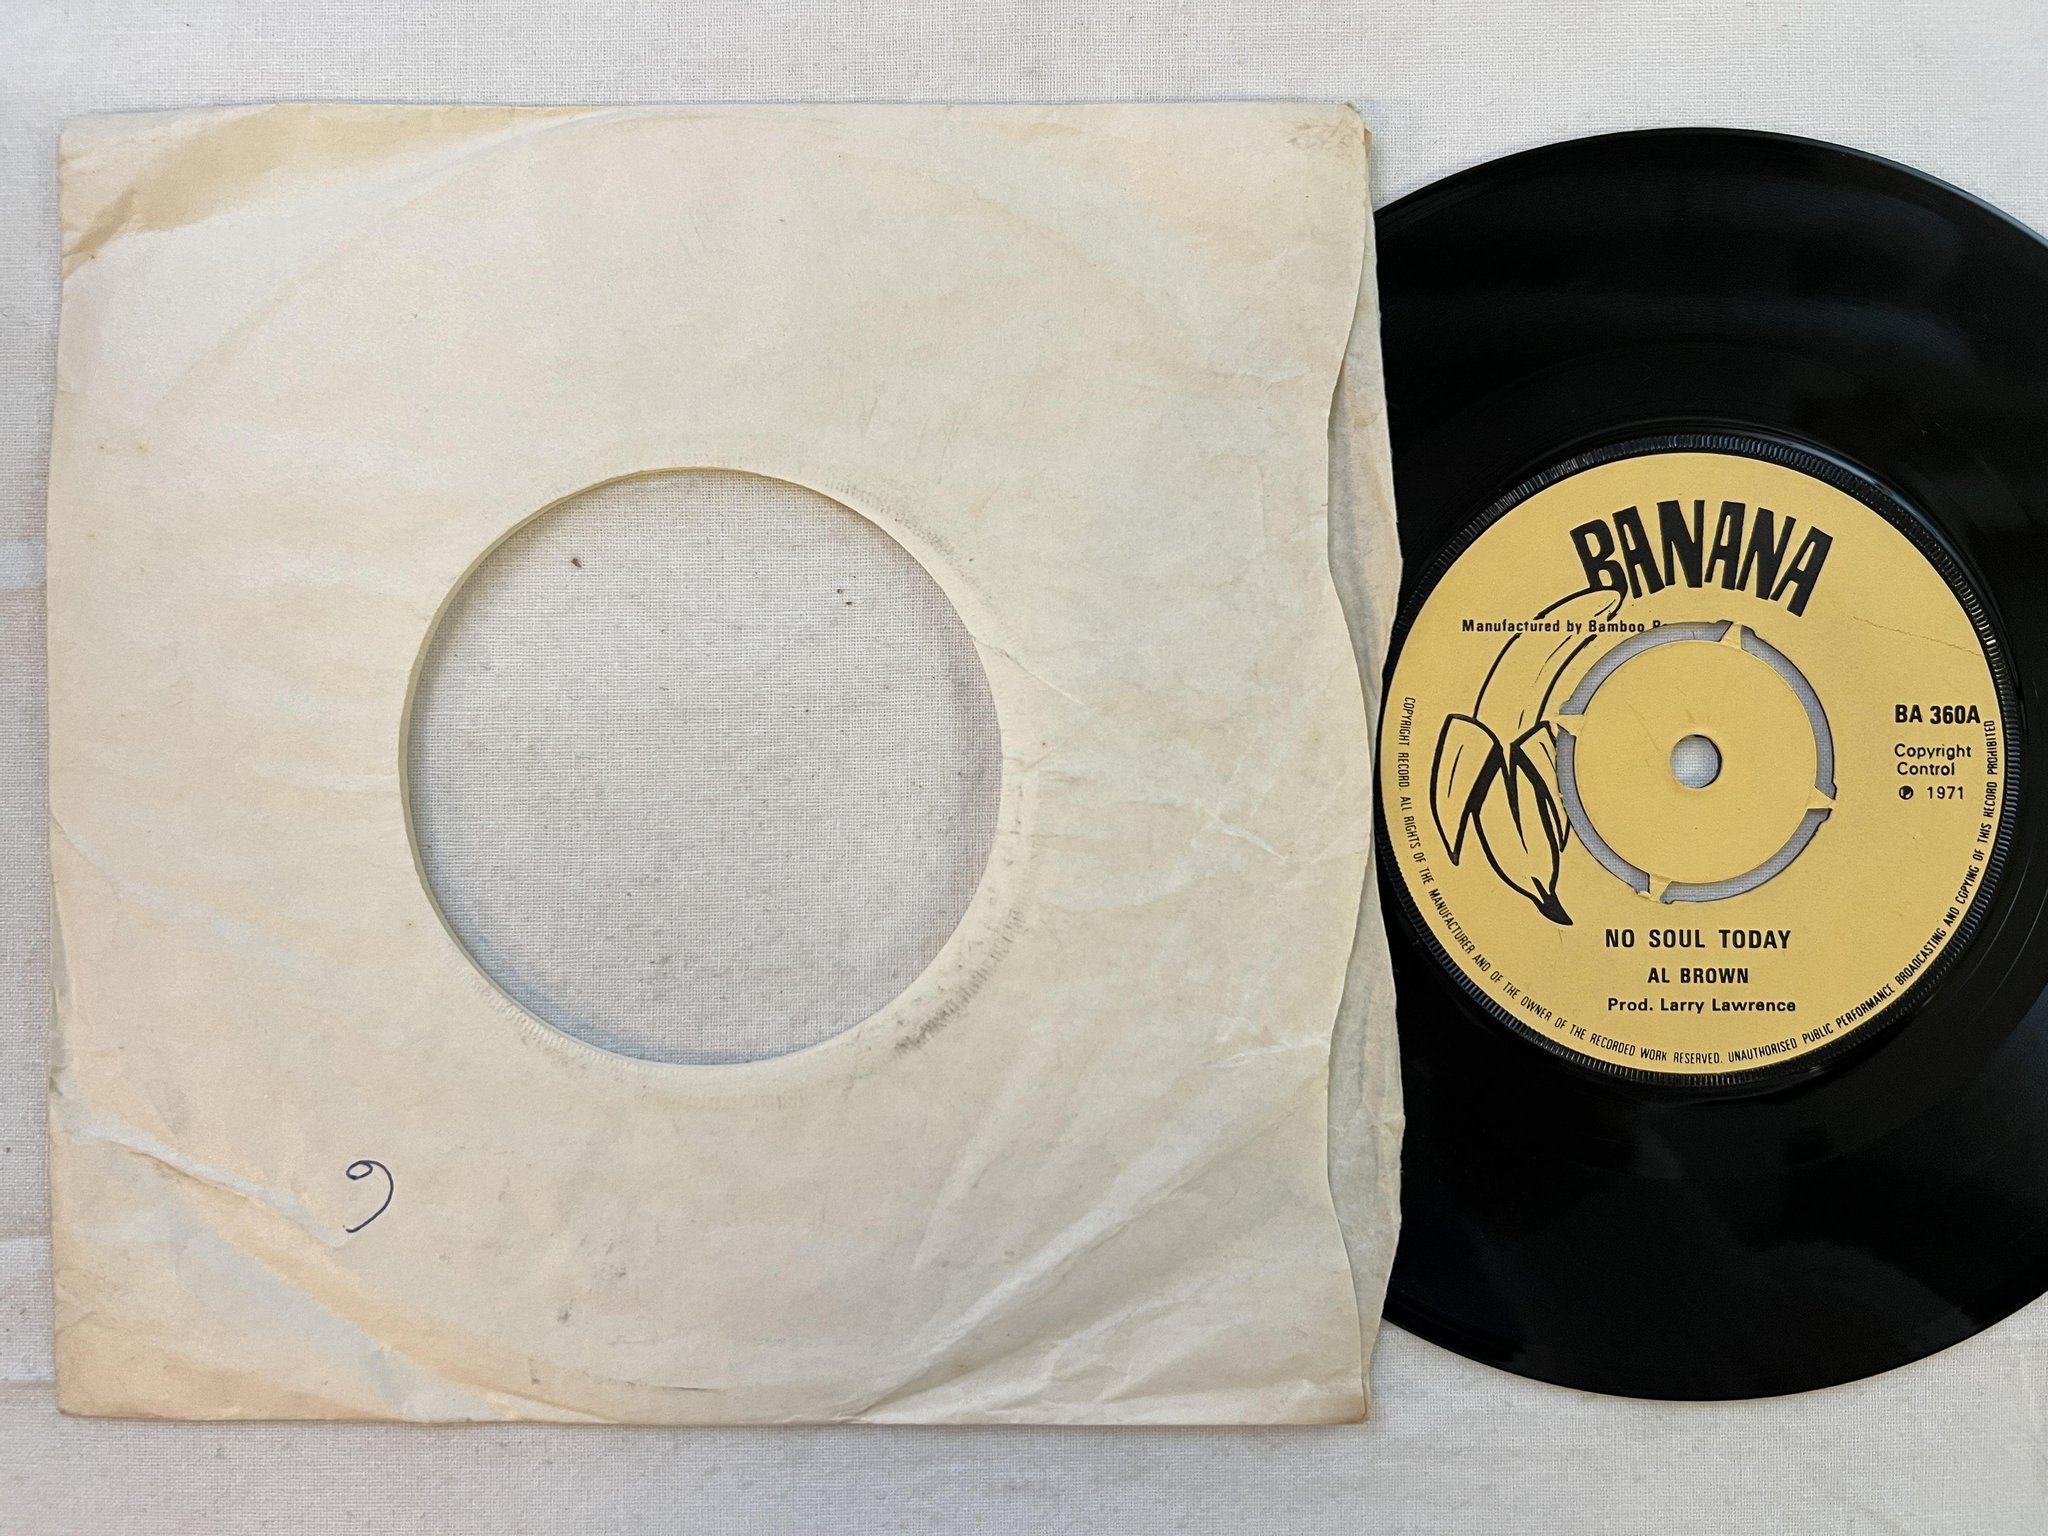 9
BANANA
Manufactured by Bamboo
BA 360A
Copyright
Control
℗ 1971
NO SOUL TODAY
AL BROWN
Prod. Larry Lawrence
COPYRIGHT RECORD. ALL RIGHTS OF THE MANUFACTURER AND OF THE OWNER OF THE RECORDED WORK RESERVED. UNAUTHORISED PUBLIC PERFORMANCE BROADCASTING AND COPYING OF THIS RECORD PROHIBITED